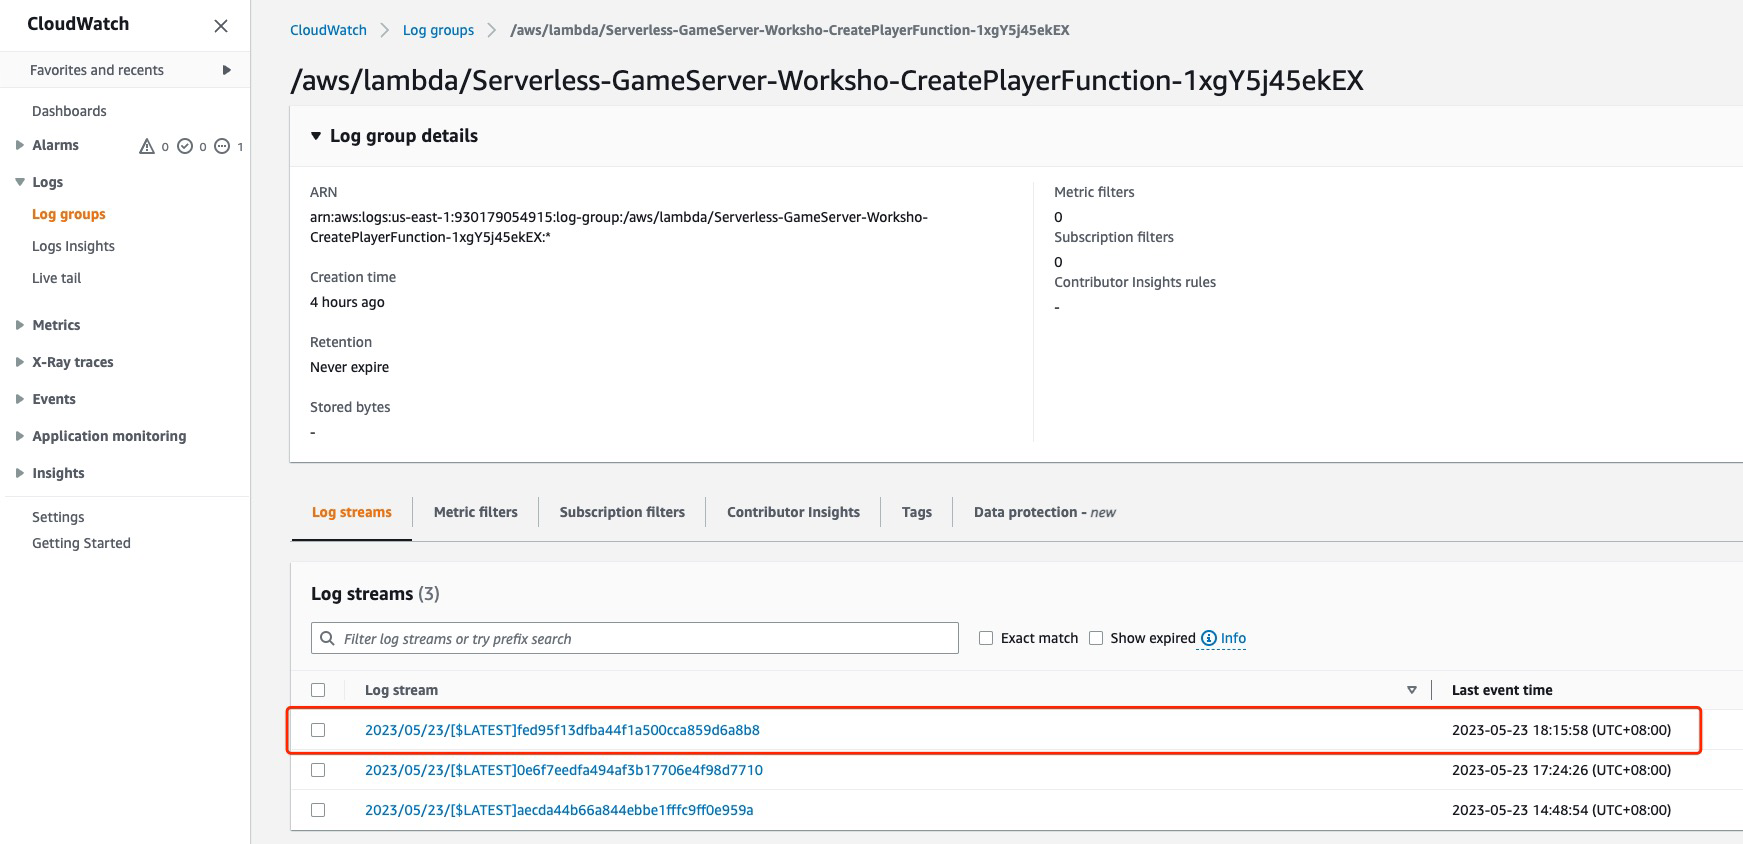 CloudWatch
Favorites and recents
Dashboards
Alarms 0 0 1
Logs
Log groups
Logs Insights
Live tail
Metrics
X-Ray traces
Events
Application monitoring
Insights
Settings
Getting Started
CloudWatch Log groups /aws/lambda/Serverless-GameServer-Worksho-CreatePlayerFunction-1xgY5j45ekEX
/aws/lambda/Serverless-GameServer-Worksho-CreatePlayerFunction-1xgY5j45ekEX
Log group details
ARN
arn:aws:logs:us-east-1:930179054915:log-group:/aws/lambda/Serverless-GameServer-Worksho-
CreatePlayerFunction-1xgY5j45ekEX:*
Creation time
4 hours ago
Retention
Never expire
Stored bytes
-
Metric filters
0
Subscription filters
0
Contributor Insights rules
-
Log streams Metric filters Subscription filters Contributor Insights Tags Data protection - new
Log streams (3)
Filter log streams or try prefix search Exact match Show expired Info
Log stream Last event time
2023/05/23/[$LATEST]fed95f13dfba44f1a500cca859d6a8b8 2023-05-23 18:15:58 (UTC+08:00)
2023/05/23/[$LATEST]0e6f7eedfa494af3b17706e4f98d7710 2023-05-23 17:24:26 (UTC+08:00)
2023/05/23/[$LATEST]aecda44b66a844ebbe1fffc9ff0e959a 2023-05-23 14:48:54 (UTC+08:00)